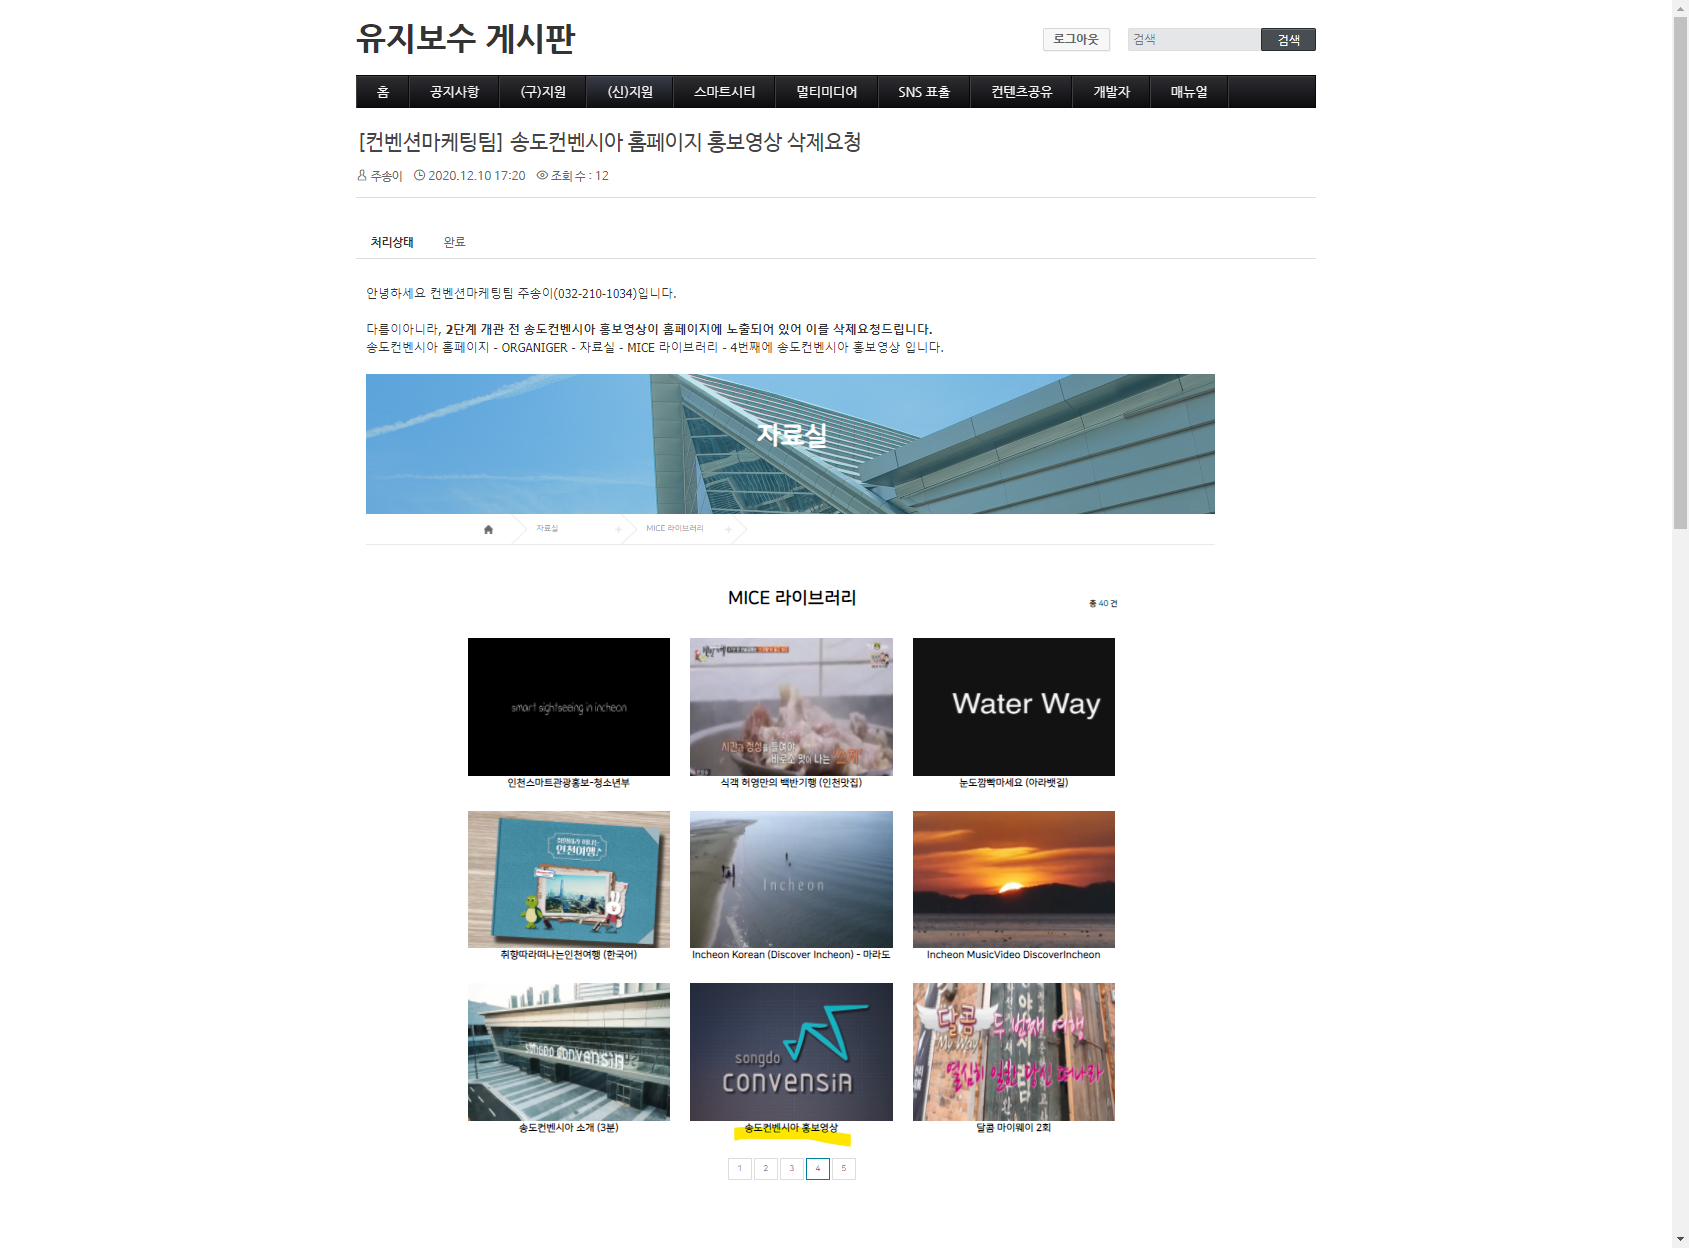 유지보수 게시판
로그아웃
검색
검색
홈 공지사항 (구)지원 (신)지원 스마트시티 멀티미디어 SNS 표출 컨텐츠공유 개발자 매뉴얼
[컨벤션마케팅팀] 송도컨벤시아 홈페이지 홍보영상 삭제요청
주송이 2020.12.10 17:20 조회 수 : 12
처리상태 완료
안녕하세요 컨벤션마케팅팀 주송이(032-210-1034)입니다.
다름이아니라, 2단계 개관 전 송도컨벤시아 홍보영상이 홈페이지에 노출되어 있어 이를 삭제요청드립니다.
송도컨벤시아 홈페이지 - ORGANIGER - 자료실 - MICE 라이브러리 - 4번째에 송도컨벤시아 홍보영상 입니다.
자료실
자료실 + MICE 라이브러리 +
MICE 라이브러리
총 40 건
smart sightseeing in incheon
시간과 정성을 들여야
비로소 맛이 나는 "소께"
Water Way
인천스마트관광홍보-청소년부
식객 허영만의 백반기행 (인천맛집)
눈도깜빡마세요 (아라뱃길)
취향따라 떠나는
인천여행
Incheon
취향따라떠나는인천여행 (한국어)
Incheon Korean (Discover Incheon) - 마라도
Incheon MusicVideo DiscoverIncheon
songdo convensia
songdo
convensia
달콤 두 번째 여행
My Way
열심히 일한 당신 떠나라
송도컨벤시아 소개 (3분)
송도컨벤시아 홍보영상
달콤 마이웨이 2회
1 2 3 4 5